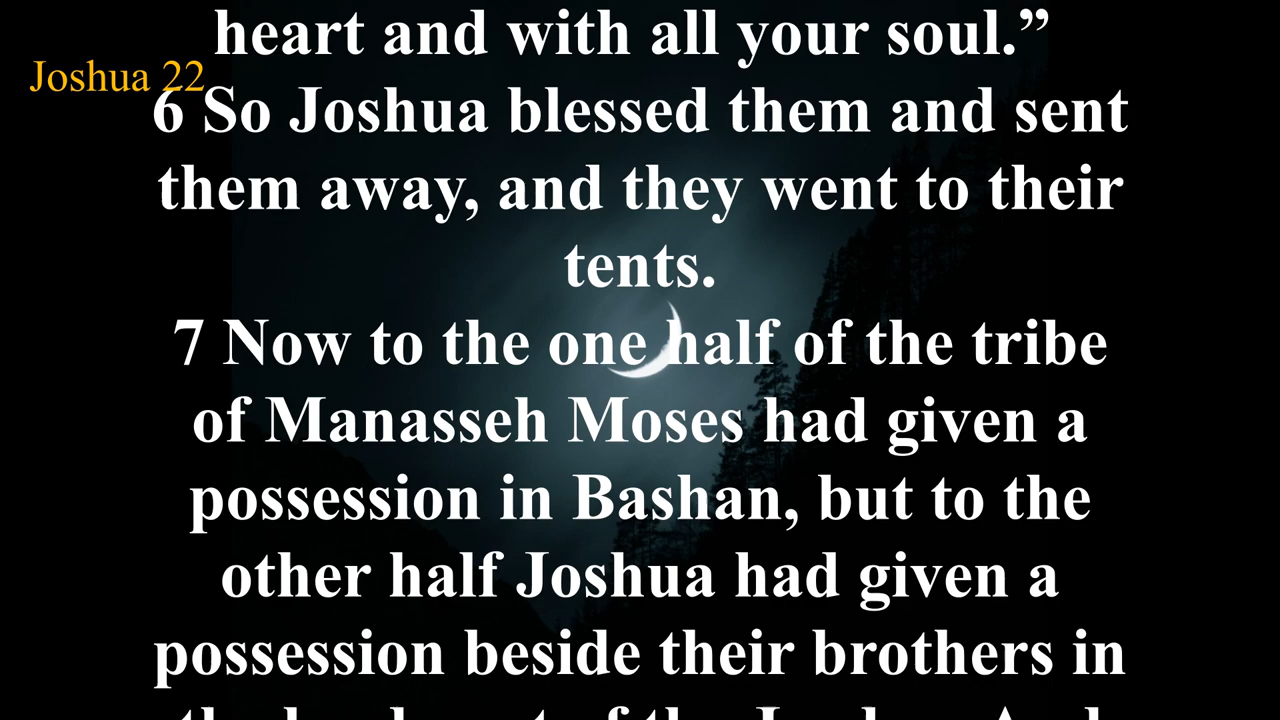 heart and with all your soul.”
Joshua 22
6 So Joshua blessed them and sent
them away, and they went to their
tents.
7 Now to the one half of the tribe
of Manasseh Moses had given a
possession in Bashan, but to the
other half Joshua had given a
possession beside their brothers in